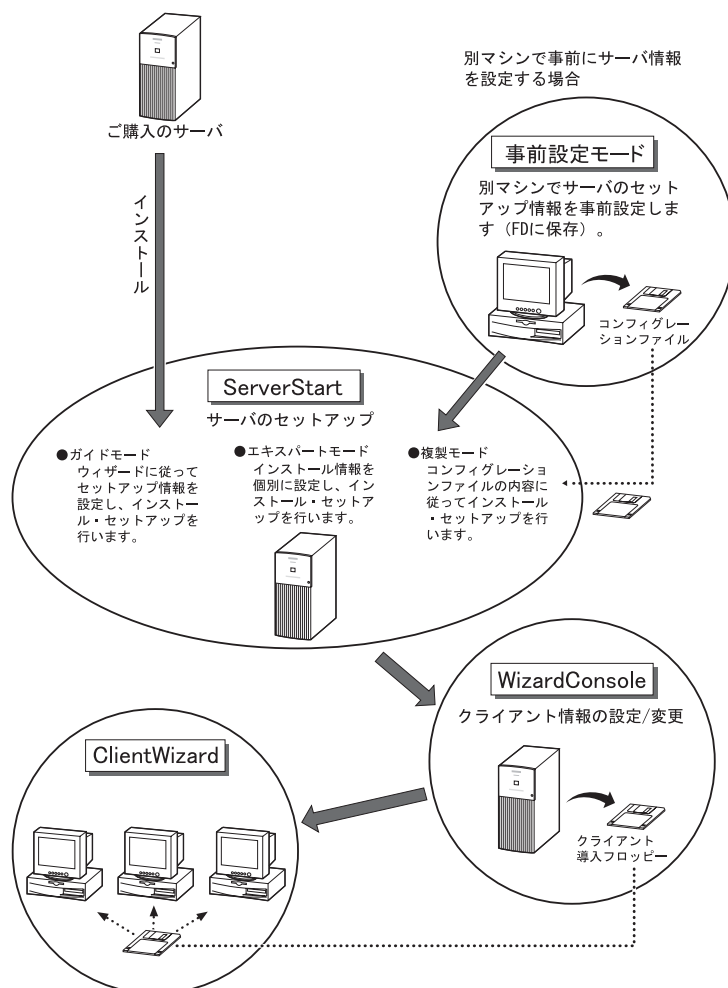 別マシンで事前にサーバ情報
を設定する場合
ご購入のサーバ
インストール
事前設定モード
別マシンでサーバのセット
アップ情報を事前設定しま
す（FDに保存）。
コンフィグレー
ションファイル
ServerStart
サーバのセットアップ
●ガイドモード
ウィザードに従って
セットアップ情報を
設定し、インストー
ル・セットアップを
行います。
●エキスパートモード
インストール情報を
個別に設定し、イン
ストール・セットア
ップを行います。
●複製モード
コンフィグレーショ
ンファイルの内容に
従ってインストール
・セットアップを行
います。
WizardConsole
クライアント情報の設定/変更
クライアント
導入フロッピー
ClientWizard